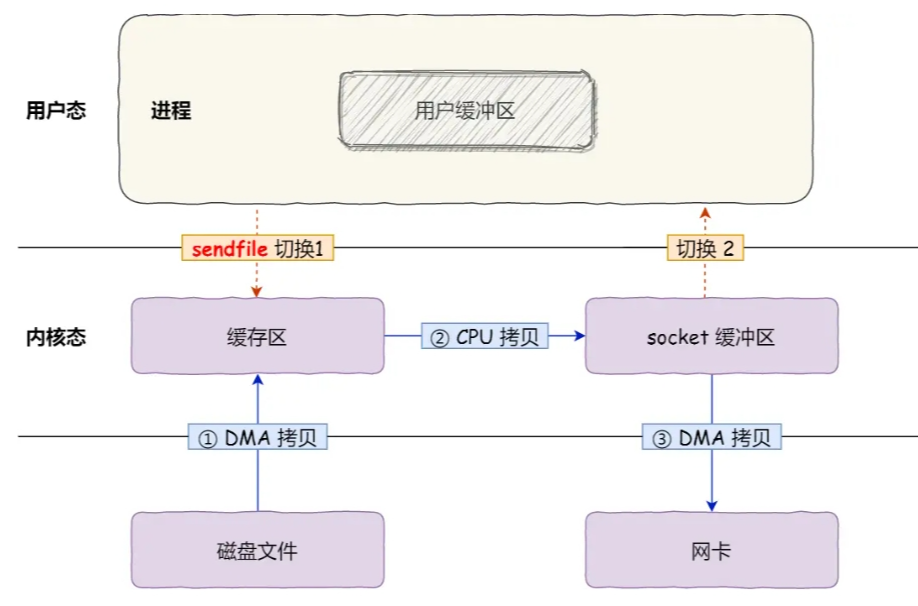 用户态
进程
用户缓冲区
sendfile 切换1
切换 2
内核态
缓存区
② CPU 拷贝
socket 缓冲区
① DMA 拷贝
③ DMA 拷贝
磁盘文件
网卡